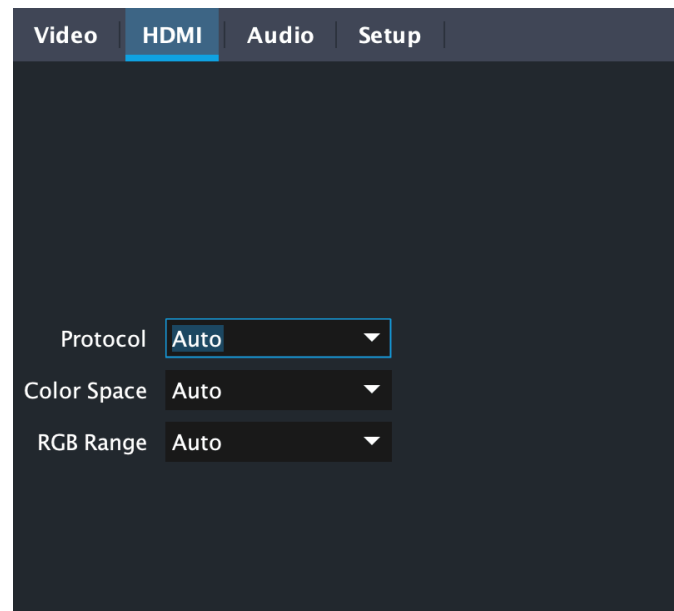 Video HDMI Audio Setup
Protocol Auto
Color Space Auto
RGB Range Auto